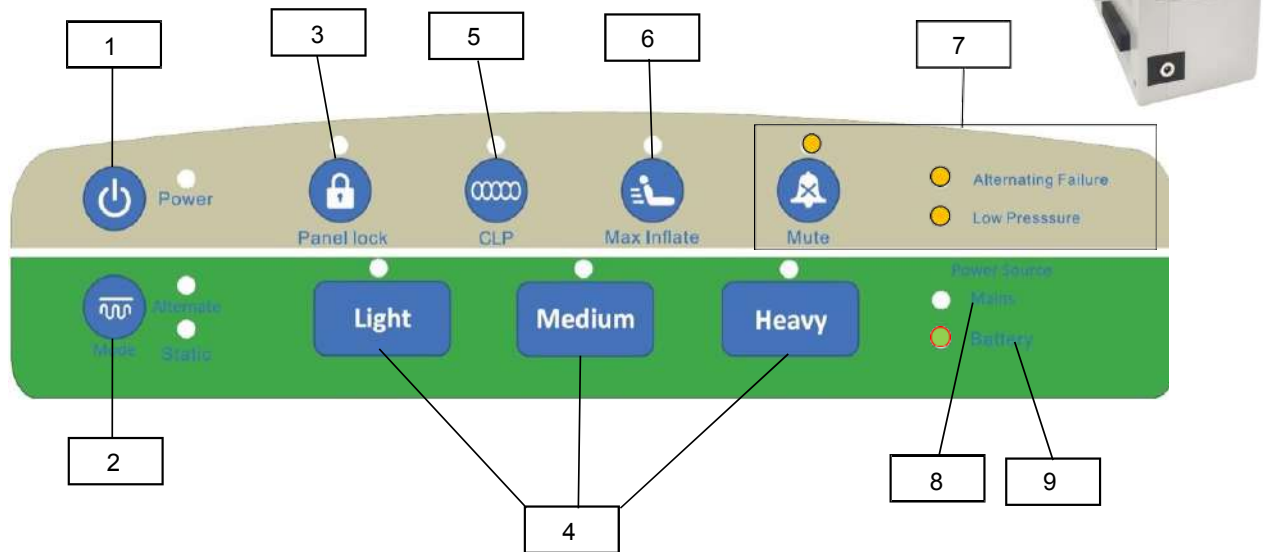 1
3
5
6
7
Power
Panel lock
CLP
Max Inflate
Mute
Alternating Failure
Low Presssure
Mode
Alternate
Static
Light
Medium
Heavy
Power Source
Mains
Battery
2
4
8
9